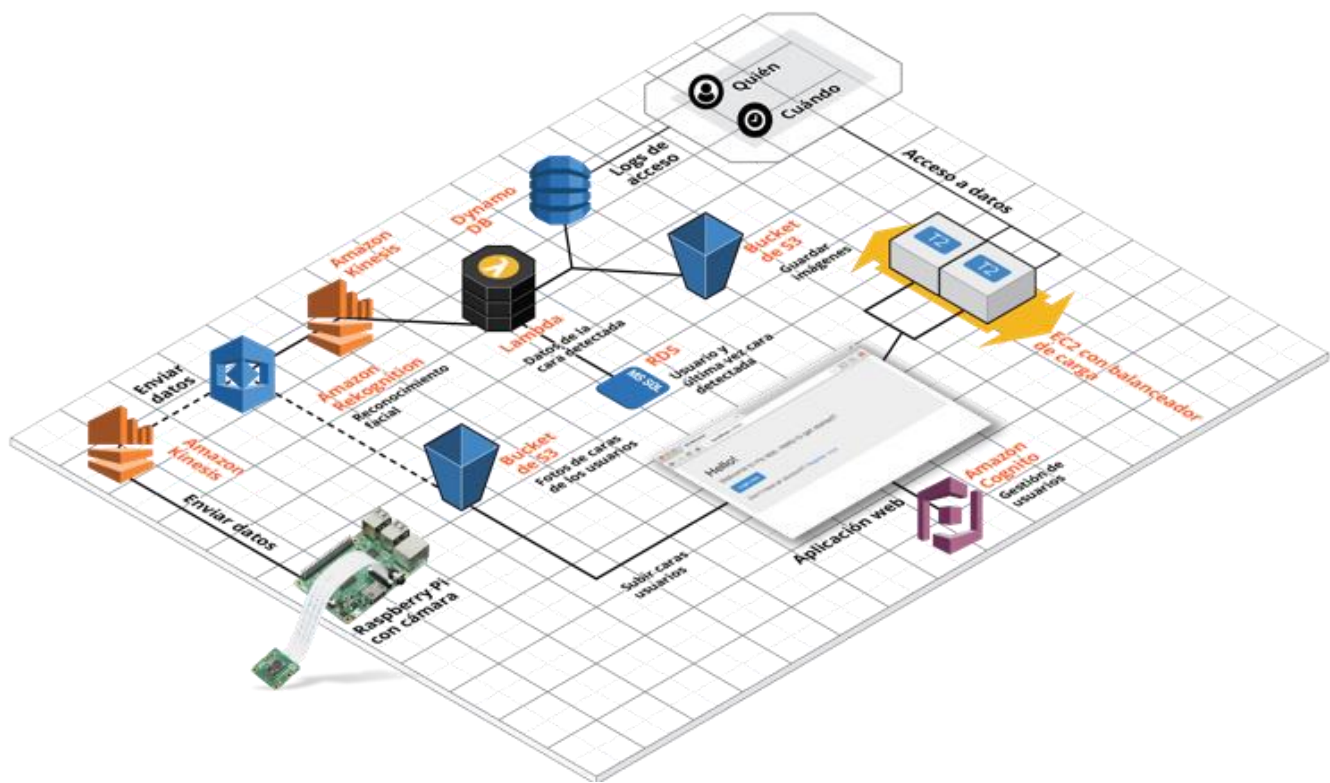 Quién
Cuándo
Logs de
acceso
Acceso a datos
Dynamo
DB
Amazon
Kinesis
Bucket
de S3
Guardar
imágenes
T2
T2
Lambda
Datos de la
cara detectada
RDS
Usuario y
última vez cara
detectada
MS SQL
EC2 con balanceador
de carga
Enviar
datos
Amazon
Rekognition
Reconocimiento
facial
Amazon
Kinesis
Bucket
de S3
Fotos de caras
de los usuarios
Hello!
Amazon
Cognito
Gestión de
usuarios
Aplicación web
Enviar datos
Subir caras
usuarios
Raspberry Pi
con cámara